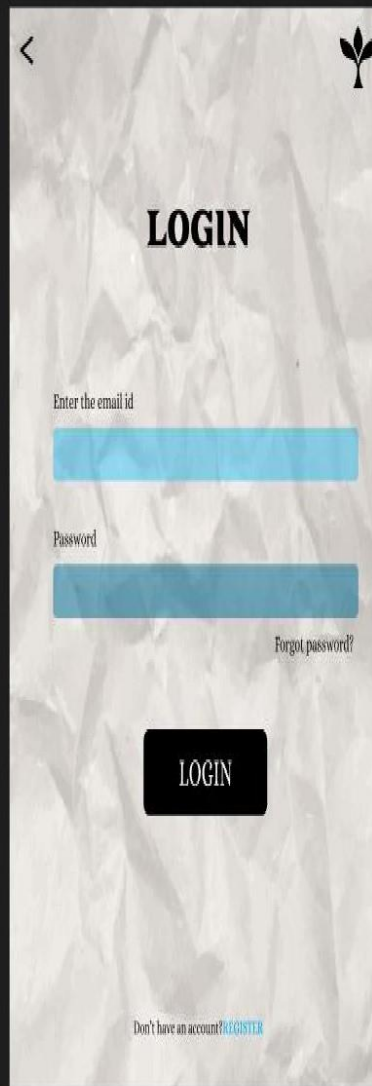 LOGIN
Enter the email id
Password
Forgot password?
LOGIN
Don't have an account?REGISTER